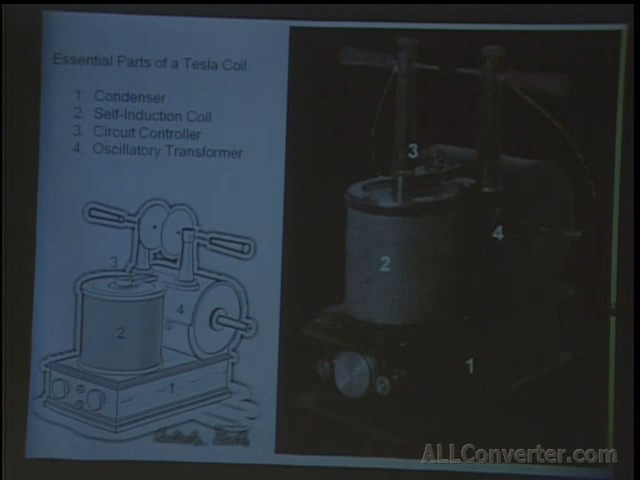 Essential Parts of a Tesla Coil
1. Condenser
2. Self-Induction Coil
3. Circuit Controller
4. Oscillatory Transformer
3
4
2
1
3
4
2
1
ALLConverter.com